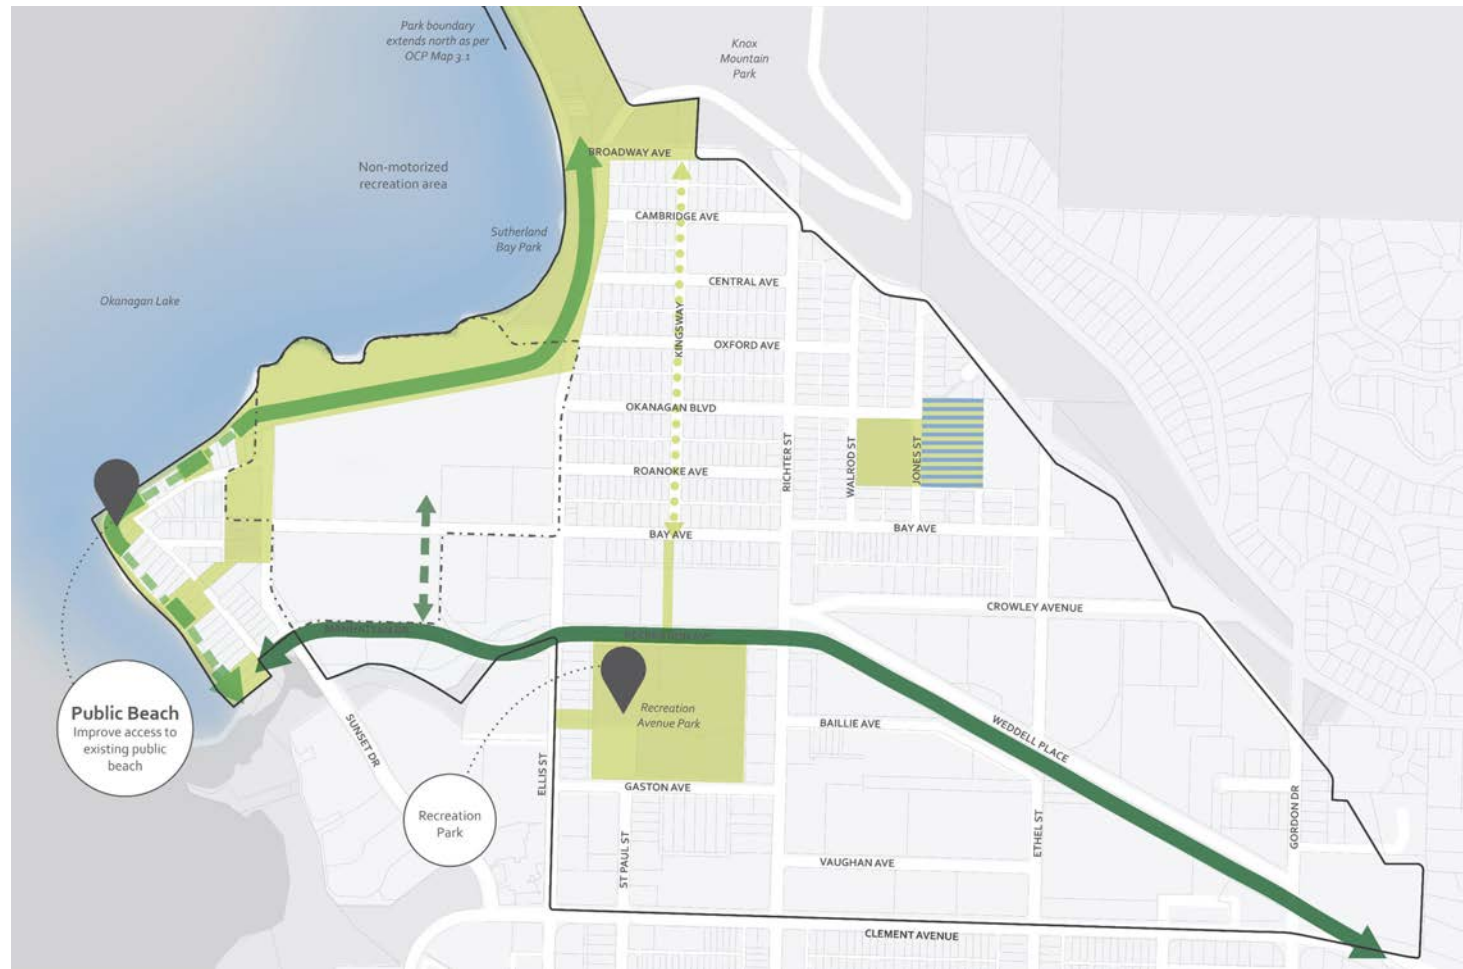 Park boundary
extends north as per
OCP Map 3.1
Knox
Mountain
Park
Non-motorized
recreation area
BROADWAY AVE
CAMBRIDGE AVE
Sutherland
Bay Park
CENTRAL AVE
Okanagan Lake
KINGSWAY
OXFORD AVE
OKANAGAN BLVD
RICHTER ST
WALROD ST
JONES ST
ROANOKE AVE
BAY AVE
BAY AVE
CROWLEY AVENUE
MANHATTAN DR
RECREATION AVE
Public Beach
Improve access to
existing public
beach
Recreation
Avenue Park
SUNSET DR
BAILLIE AVE
WEDDELL PLACE
ELLIS ST
GASTON AVE
Recreation
Park
ST PAUL ST
VAUGHAN AVE
ETHEL ST
GORDON DR
CLEMENT AVENUE